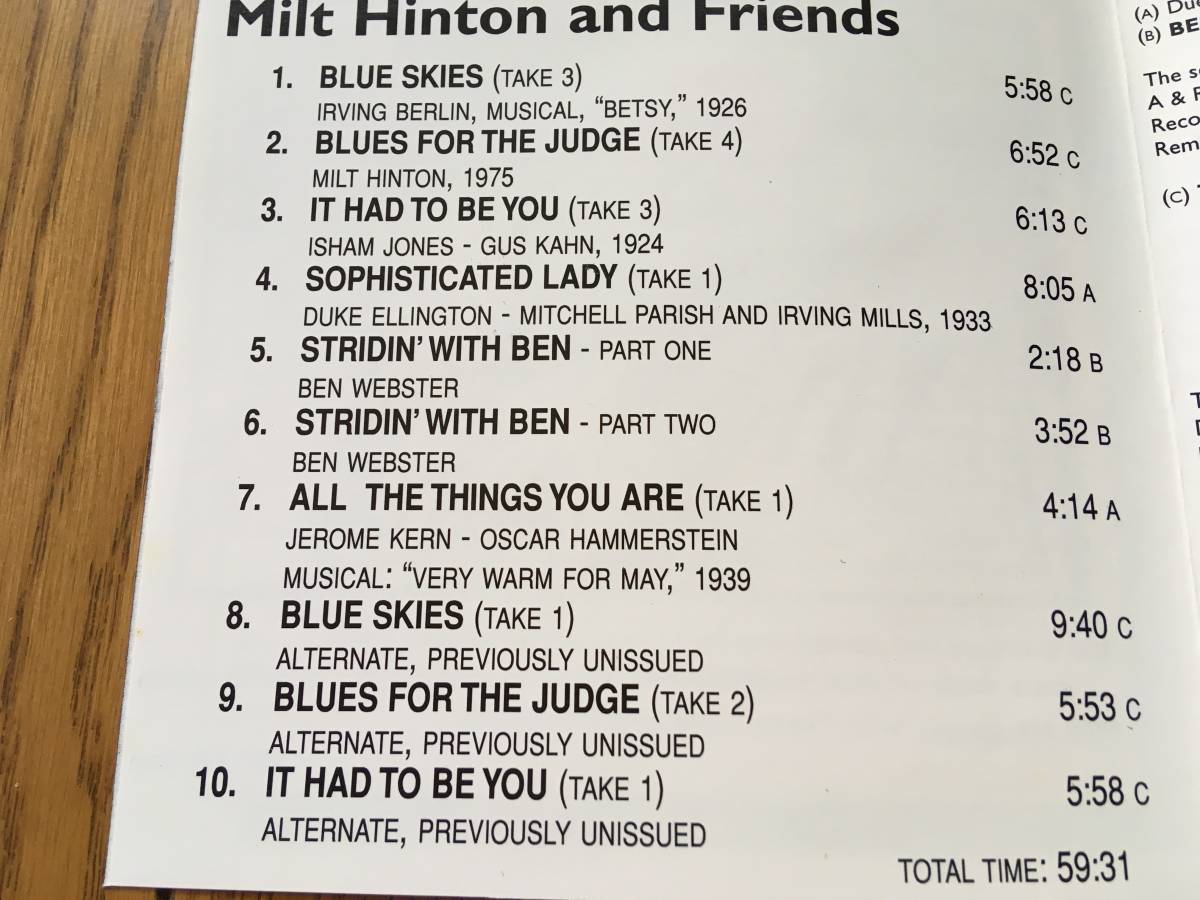 Milt Hinton and Friends
1. BLUE SKIES (TAKE 3) 5:58 C
IRVING BERLIN, MUSICAL, “BETSY,” 1926
2. BLUES FOR THE JUDGE (TAKE 4) 6:52 C
MILT HINTON, 1975
3. IT HAD TO BE YOU (TAKE 3) 6:13 C
ISHAM JONES - GUS KAHN, 1924
4. SOPHISTICATED LADY (TAKE 1) 8:05 A
DUKE ELLINGTON - MITCHELL PARISH AND IRVING MILLS, 1933
5. STRIDIN’ WITH BEN - PART ONE 2:18 B
BEN WEBSTER
6. STRIDIN’ WITH BEN - PART TWO 3:52 B
BEN WEBSTER
7. ALL THE THINGS YOU ARE (TAKE 1) 4:14 A
JEROME KERN - OSCAR HAMMERSTEIN
MUSICAL: “VERY WARM FOR MAY,” 1939
8. BLUE SKIES (TAKE 1) 9:40 C
ALTERNATE, PREVIOUSLY UNISSUED
9. BLUES FOR THE JUDGE (TAKE 2) 5:53 C
ALTERNATE, PREVIOUSLY UNISSUED
10. IT HAD TO BE YOU (TAKE 1) 5:58 C
ALTERNATE, PREVIOUSLY UNISSUED
TOTAL TIME: 59:31
(A)
(B)
The
A &
(C)